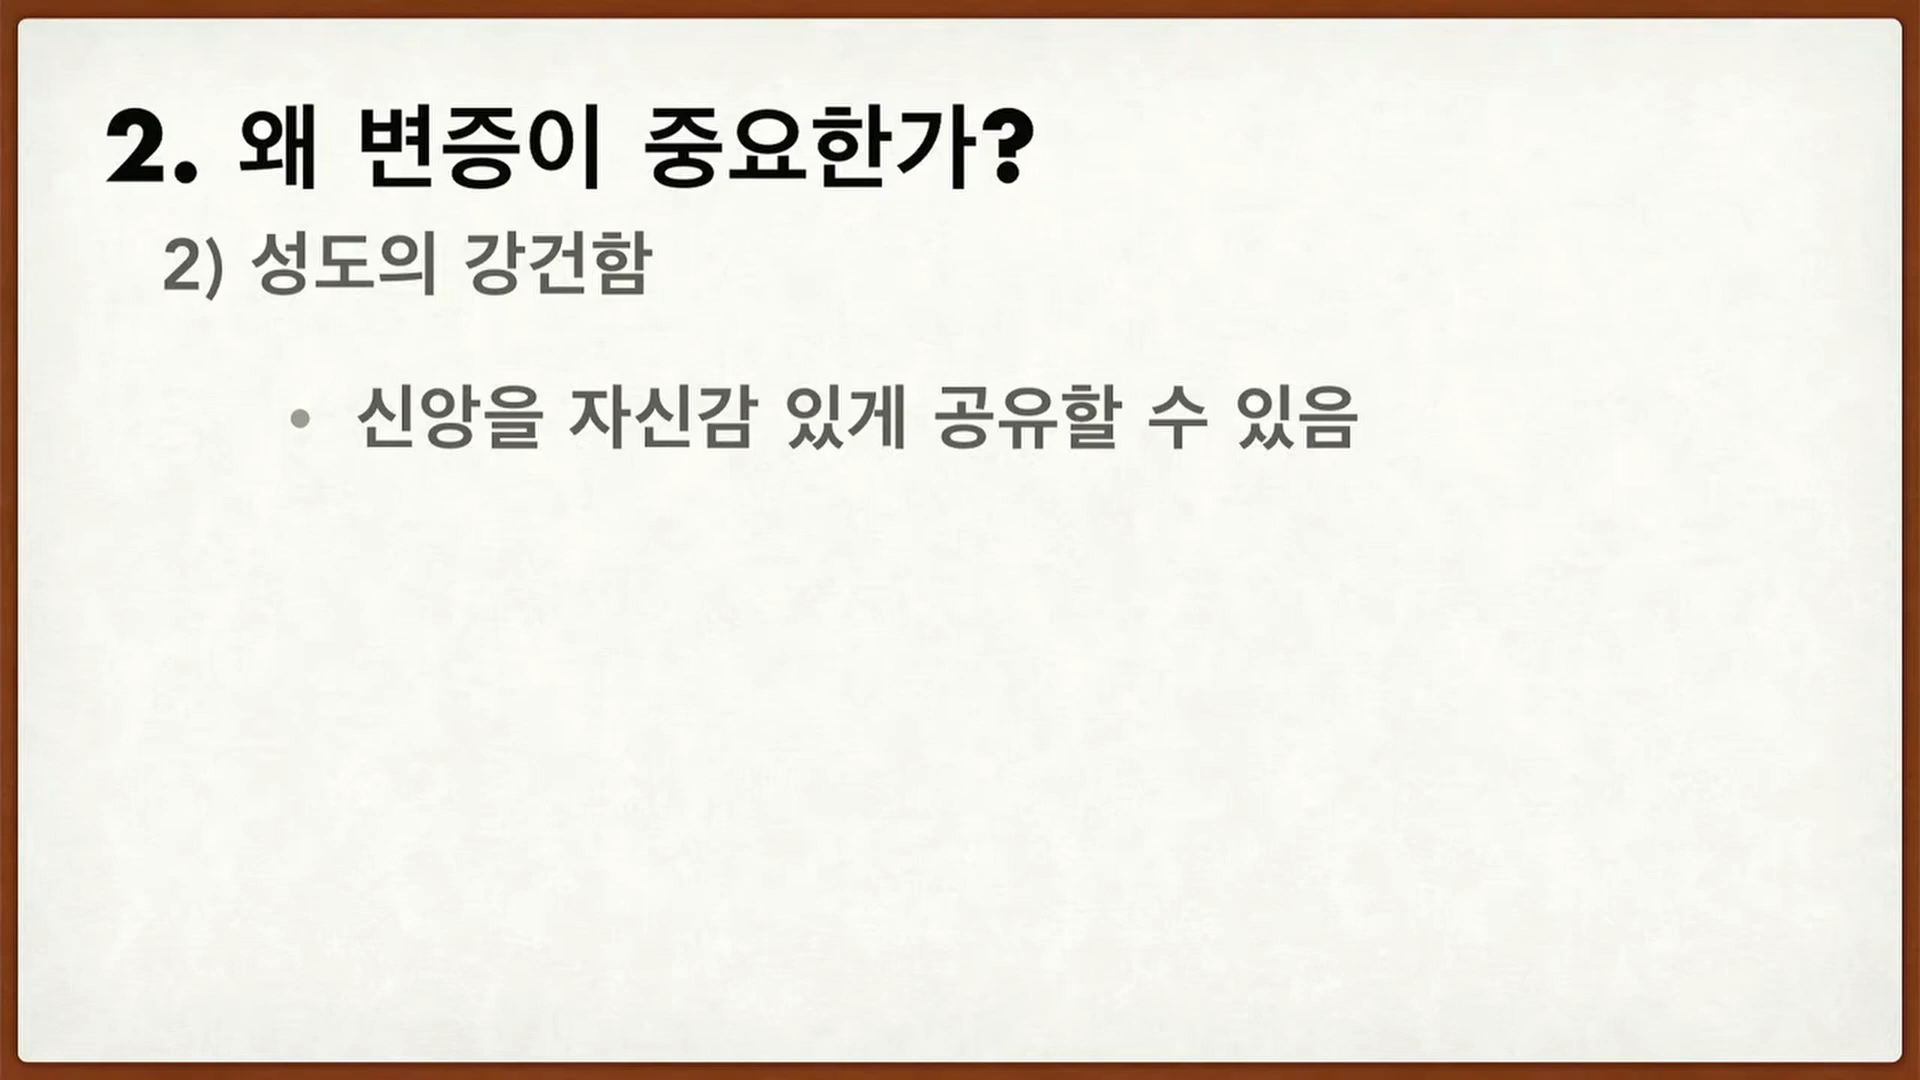 2. 왜 변증이 중요한가?
2) 성도의 강건함
• 신앙을 자신감 있게 공유할 수 있음